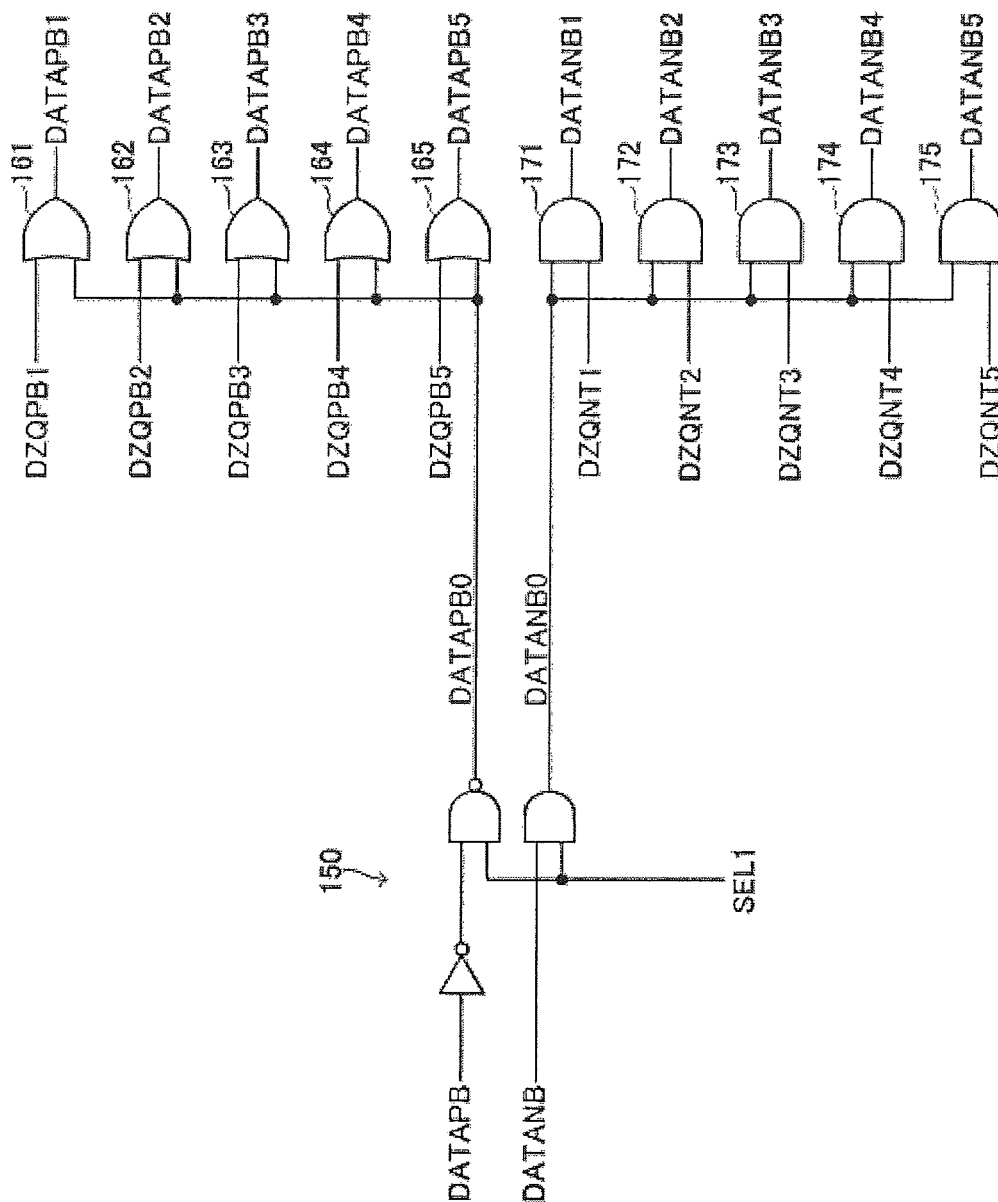 161
DZQPB1
DATAPB1
162
DZQPB2
DATAPB2
163
DZQPB3
DATAPB3
164
DZQPB4
DATAPB4
165
DZQPB5
DATAPB5
171
DZQNT1
DATANB1
172
DZQNT2
DATANB2
173
DZQNT3
DATANB3
174
DZQNT4
DATANB4
175
DZQNT5
DATANB5
DATAPB0
DATANB0
150
SEL1
DATAPB
DATANB